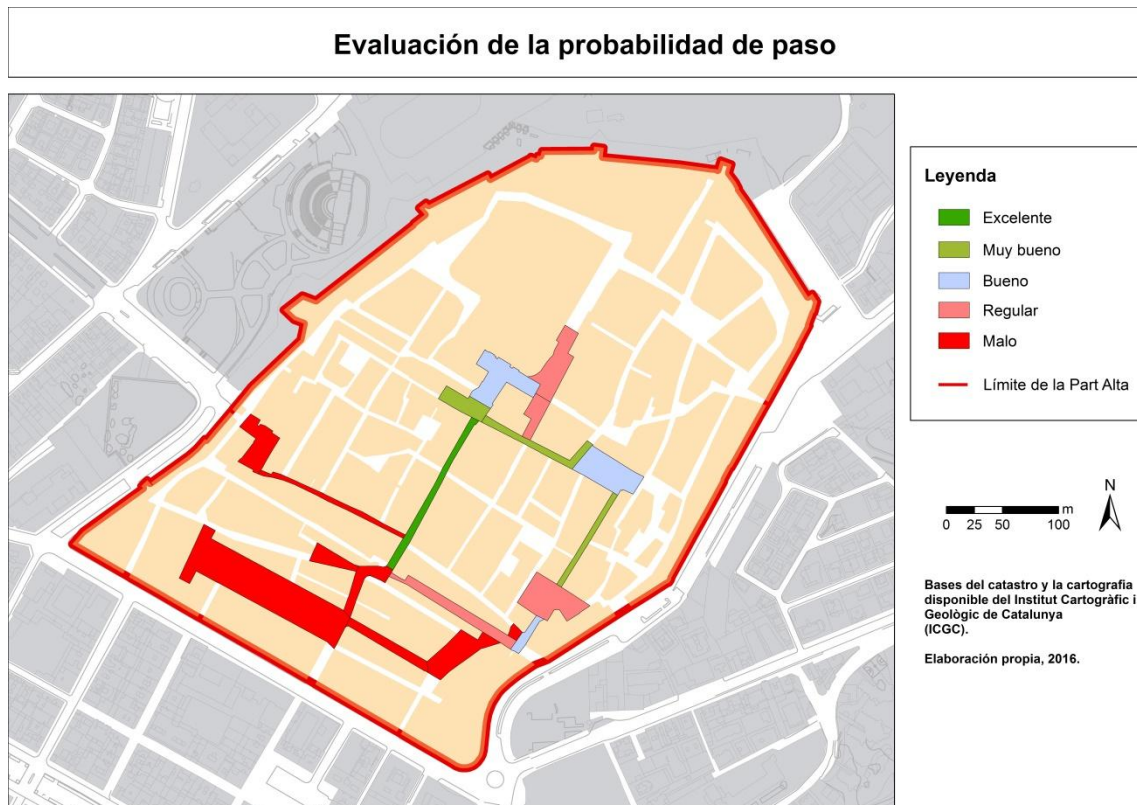 Evaluación de la probabilidad de paso
Leyenda
Excelente
Muy bueno
Bueno
Regular
Malo
Límite de la Part Alta
N
m
0 25 50 100
Bases del catastro y la cartografia
disponible del Institut Cartogràfic i
Geològic de Catalunya
(ICGC).
Elaboración propia, 2016.